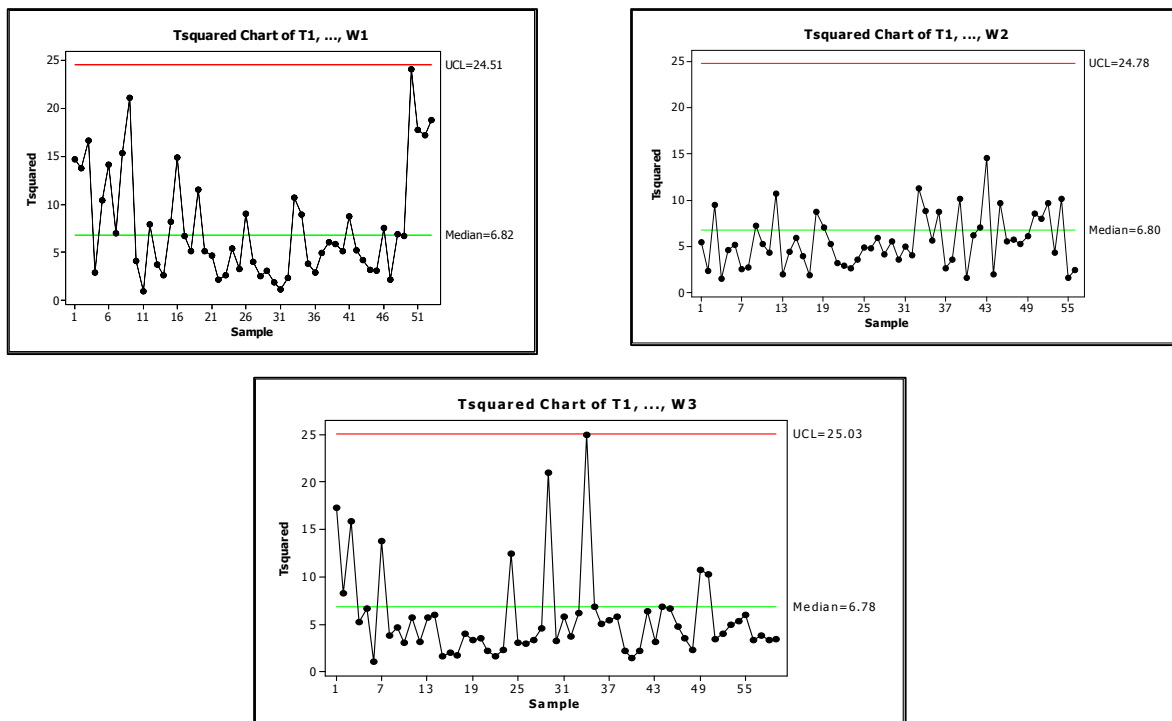 Tsquared Chart of T1, ..., W1
25
20
15
10
5
0
Tsquared
UCL=24.51
Median=6.82
1 6 11 16 21 26 31 36 41 46 51
Sample
Tsquared Chart of T1, ..., W2
25
20
15
10
5
0
Tsquared
UCL=24.78
Median=6.80
1 7 13 19 25 31 37 43 49 55
Sample
Tsquared Chart of T1, ..., W3
25
20
15
10
5
0
Tsquared
UCL=25.03
Median=6.78
1 7 13 19 25 31 37 43 49 55
Sample